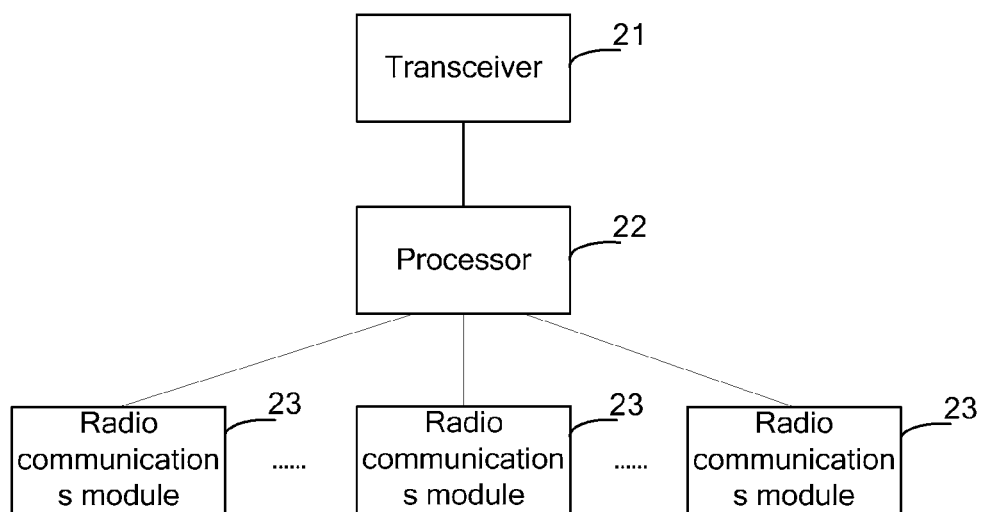 21
Transceiver
22
Processor
23 23 23
Radio Radio Radio
communication ...... communication ...... communication
s module s module s module